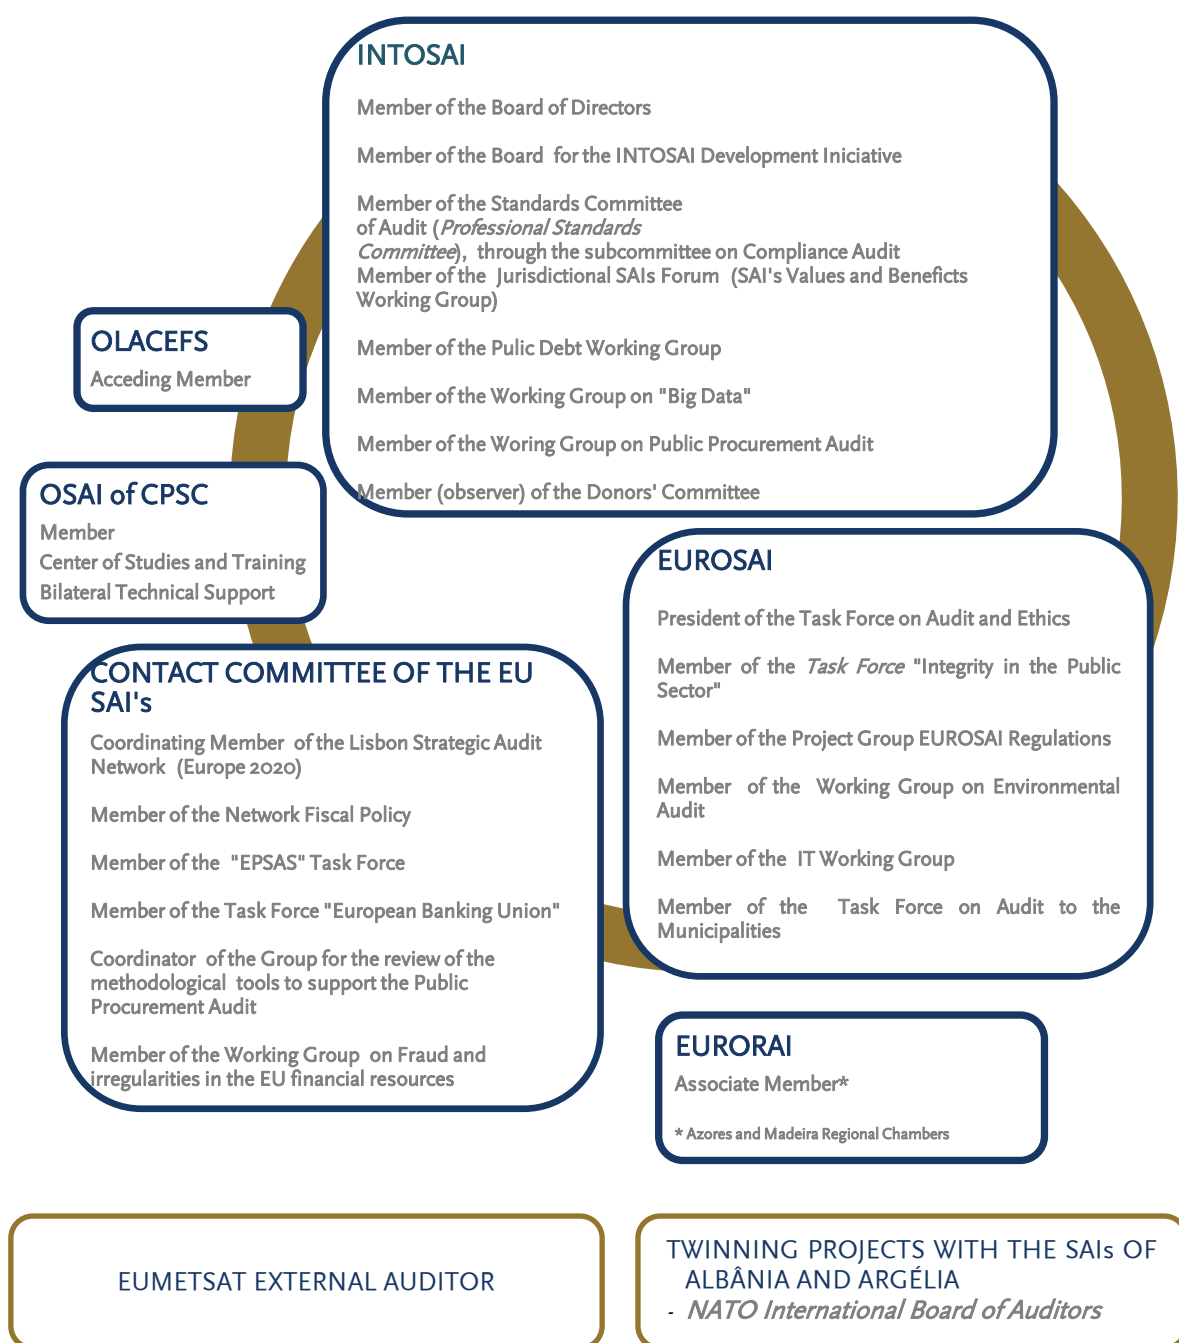 INTOSAI
Member of the Board of Directors
Member of the Board for the INTOSAI Development Iniciative
Member of the Standards Committee
of Audit (Professional Standards
Committee), through the subcommittee on Compliance Audit
Member of the Jurisdictional SAIs Forum (SAI's Values and Beneficts
Working Group)
Member of the Pulic Debt Working Group
Member of the Working Group on "Big Data"
Member of the Woring Group on Public Procurement Audit
Member (observer) of the Donors' Committee
OLACEFS
Acceding Member
OSAI of CPSC
Member
Center of Studies and Training
Bilateral Technical Support
EUROSAI
President of the Task Force on Audit and Ethics
Member of the Task Force "Integrity in the Public
Sector"
Member of the Project Group EUROSAI Regulations
Member of the Working Group on Environmental
Audit
Member of the IT Working Group
Member of the Task Force on Audit to the
Municipalities
CONTACT COMMITTEE OF THE EU
SAI's
Coordinating Member of the Lisbon Strategic Audit
Network (Europe 2020)
Member of the Network Fiscal Policy
Member of the "EPSAS" Task Force
Member of the Task Force "European Banking Union"
Coordinator of the Group for the review of the
methodological tools to support the Public
Procurement Audit
Member of the Working Group on Fraud and
irregularities in the EU financial resources
EURORAI
Associate Member*
* Azores and Madeira Regional Chambers
EUMETSAT EXTERNAL AUDITOR
TWINNING PROJECTS WITH THE SAIs OF
ALBÂNIA AND ARGÉLIA
- NATO International Board of Auditors